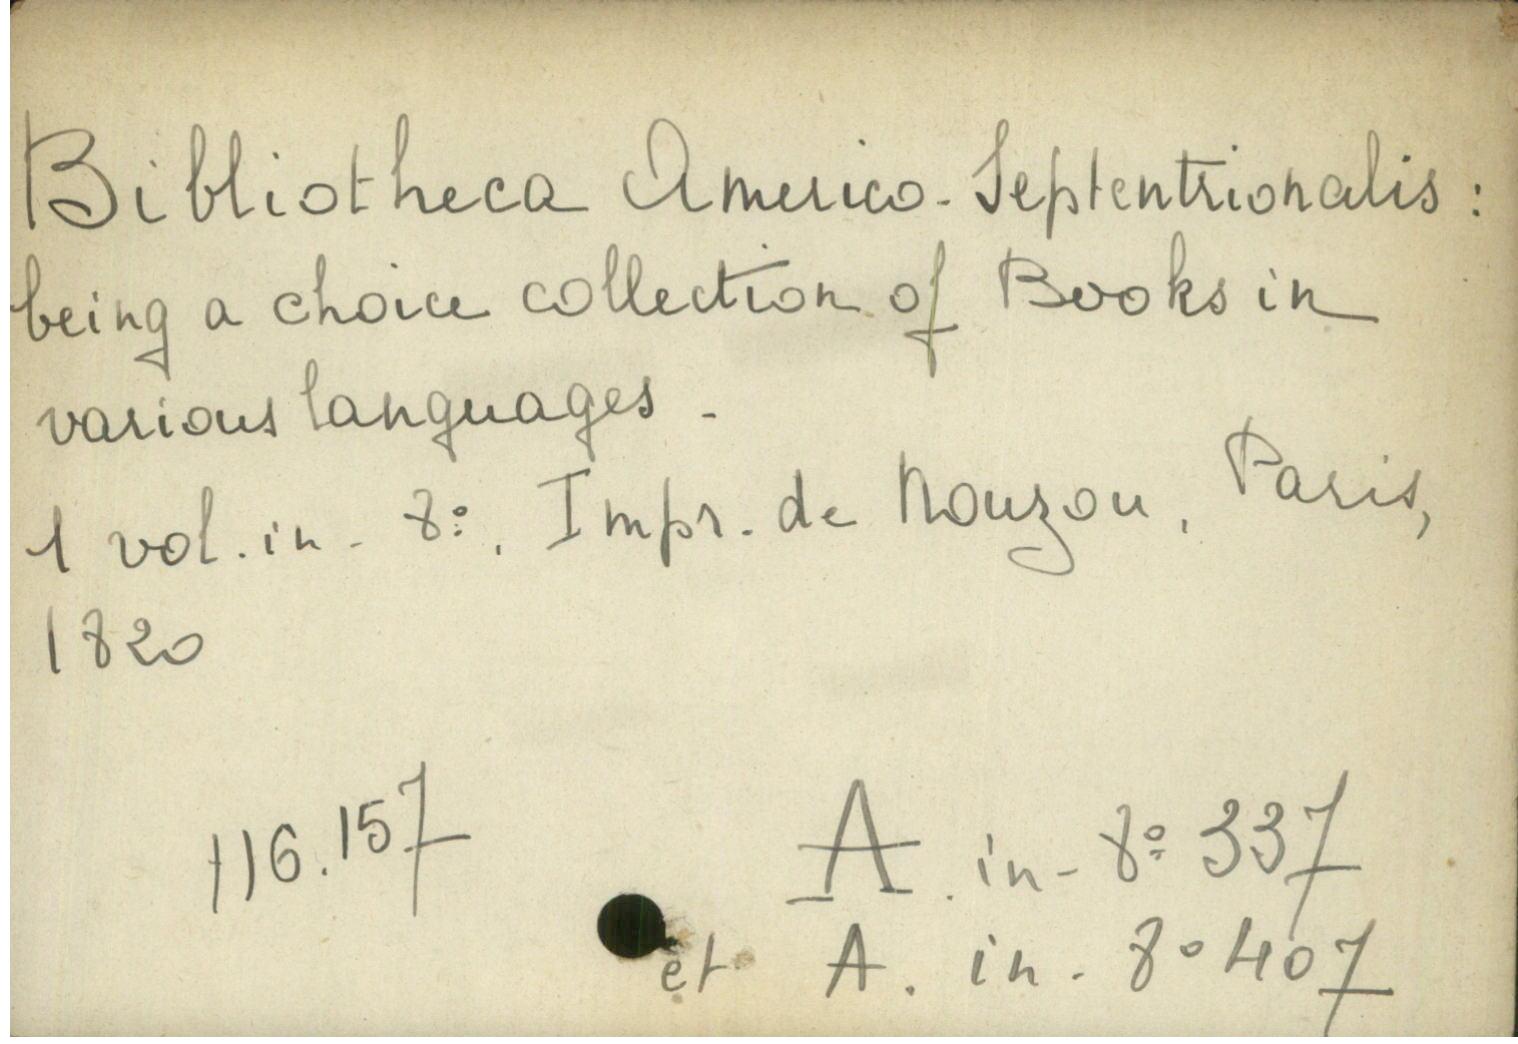 Bibliotheca Americo-Septentrionalis :
being a choice collection of Books in
various languages .
1 vol. in-8°, Impr. de Nouzou, Paris,
1820
116.157
A. in-8° 337
et A. in-8° 407